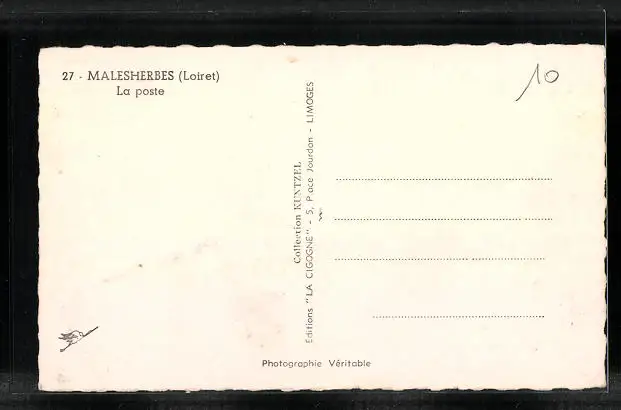 27 - MALESHERBES (Loiret)
La poste
10
Collection KUNTZEL
Editions "LA CIGOGNE" - 5, Place Jourdan - LIMOGES
Photographie Véritable